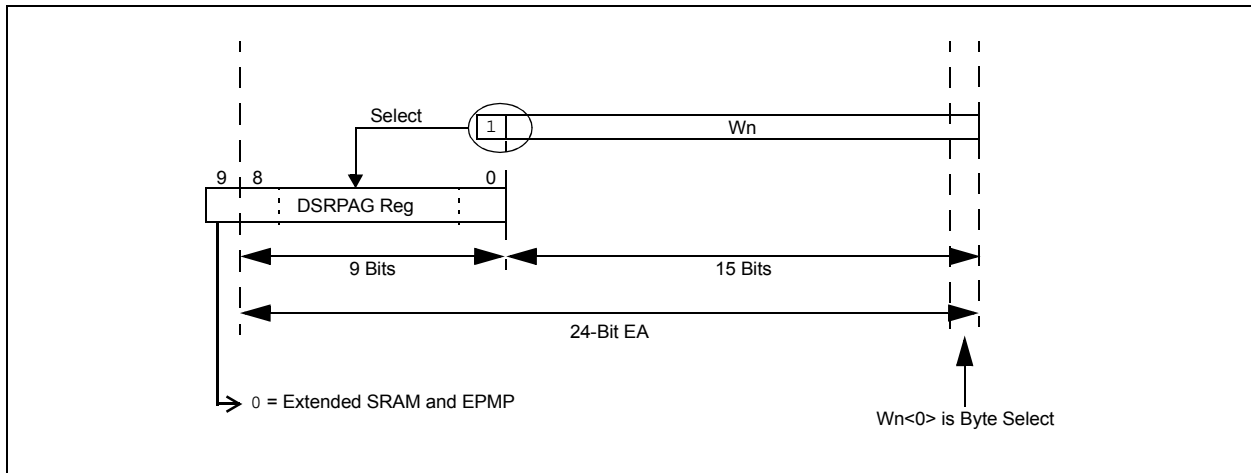 Select
1
Wn
9 8 0
DSRPAG Reg
9 Bits
15 Bits
24-Bit EA
0 = Extended SRAM and EPMP
Wn<0> is Byte Select